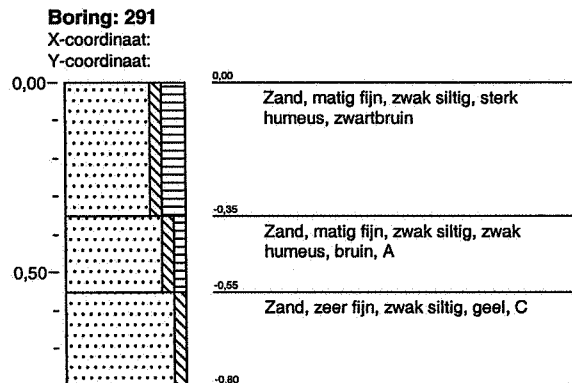 Boring: 291
X-coordinaat:
Y-coordinaat:
0,00
0,00
Zand, matig fijn, zwak siltig, sterk
humeus, zwartbruin
-0,35
Zand, matig fijn, zwak siltig, zwak
humeus, bruin, A
0,50
-0,55
Zand, zeer fijn, zwak siltig, geel, C
-0,80